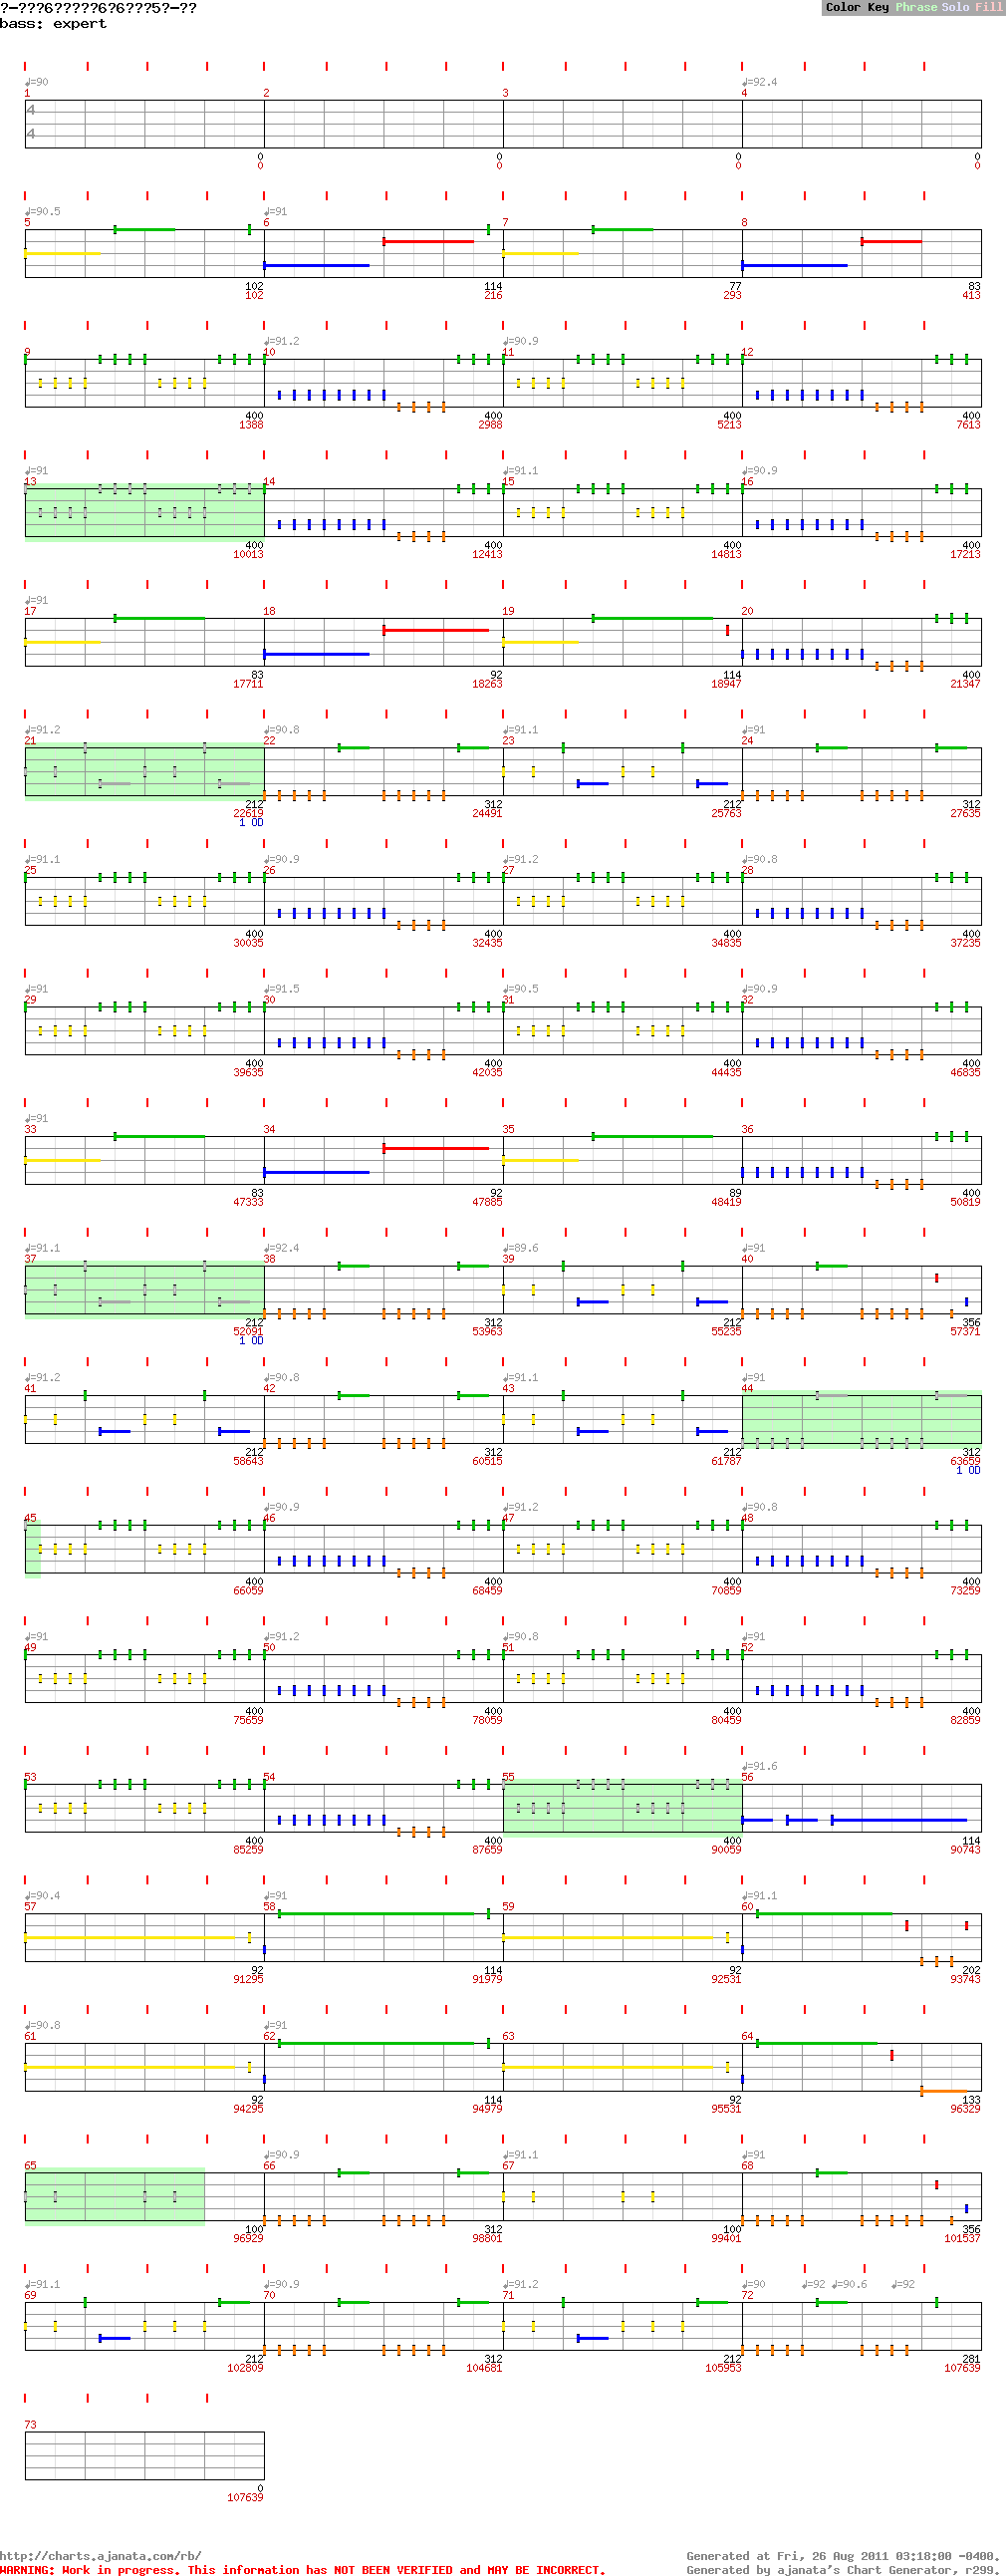 ?-???6?????6?6???5?-??
Color Key Phrase Solo Fill
bass: expert
♩=90 ♩=92.4
1 2 3 4
4
4
0 0 0 0
0 0 0 0
♩=90.5 ♩=91
5 6 7 8
102 114 77 83
102 216 293 413
♩=91.2 ♩=90.9
9 10 11 12
400 400 400 400
1388 2988 5213 7613
♩=91 ♩=91.1 ♩=90.9
13 14 15 16
400 400 400 400
10013 12413 14813 17213
♩=91
17 18 19 20
83 92 114 400
17711 18263 18947 21347
♩=91.2 ♩=90.8 ♩=91.1 ♩=91
21 22 23 24
212 312 212 312
22619 24491 25763 27635
1 OD
♩=91.1 ♩=90.9 ♩=91.2 ♩=90.8
25 26 27 28
400 400 400 400
30035 32435 34835 37235
♩=91 ♩=91.5 ♩=90.5 ♩=90.9
29 30 31 32
400 400 400 400
39635 42035 44435 46835
♩=91
33 34 35 36
83 92 89 400
47333 47885 48419 50819
♩=91.1 ♩=92.4 ♩=89.6 ♩=91
37 38 39 40
212 312 212 356
52091 53963 55235 57371
1 OD
♩=91.2 ♩=90.8 ♩=91.1 ♩=91
41 42 43 44
212 312 212 312
58643 60515 61787 63659
1 OD
♩=90.9 ♩=91.2 ♩=90.8
45 46 47 48
400 400 400 400
66059 68459 70859 73259
♩=91 ♩=91.2 ♩=90.8 ♩=91
49 50 51 52
400 400 400 400
75659 78059 80459 82859
♩=91.6
53 54 55 56
400 400 400 114
85259 87659 90059 90743
♩=90.4 ♩=91 ♩=91.1
57 58 59 60
92 114 92 202
91295 91979 92531 93743
♩=90.8 ♩=91
61 62 63 64
92 114 92 133
94295 94979 95531 96329
♩=90.9 ♩=91.1 ♩=91
65 66 67 68
100 312 100 356
96929 98801 99401 101537
♩=91.1 ♩=90.9 ♩=91.2 ♩=90 ♩=92 ♩=90.6 ♩=92
69 70 71 72
212 312 212 281
102809 104681 105953 107639
73
0
107639
http://charts.ajanata.com/rb/
Generated at Fri, 26 Aug 2011 03:18:00 -0400.
WARNING: Work in progress. This information has NOT BEEN VERIFIED and MAY BE INCORRECT.
Generated by ajanata's Chart Generator, r299.